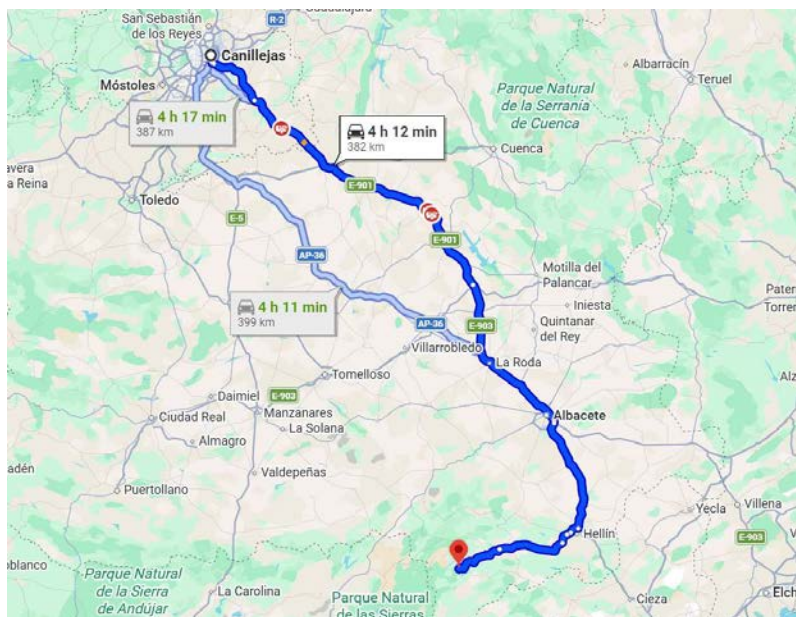 San Sebastián
de los Reyes
R-2
Canillejas
Móstoles
4 h 17 min
387 km
4 h 12 min
382 km
Parque Natural
de la Serranía
de Cuenca
Albarracín
Teruel
Cuenca
E-901
Toledo
E-5
E-901
AP-36
4 h 11 min
399 km
Motilla del
Palancar
Iniesta
AP-36
E-903
Quintanar
del Rey
Villarrobledo
La Roda
Tomelloso
Daimiel
E-903
Ciudad Real
Manzanares
Albacete
Almagro
La Solana
Valdepeñas
Puertollano
Villena
Yecla
Hellín
E-903
Parque Natural
de la Sierra
de Andújar
La Carolina
Parque Natural
de las Sierras
Cieza
Elch